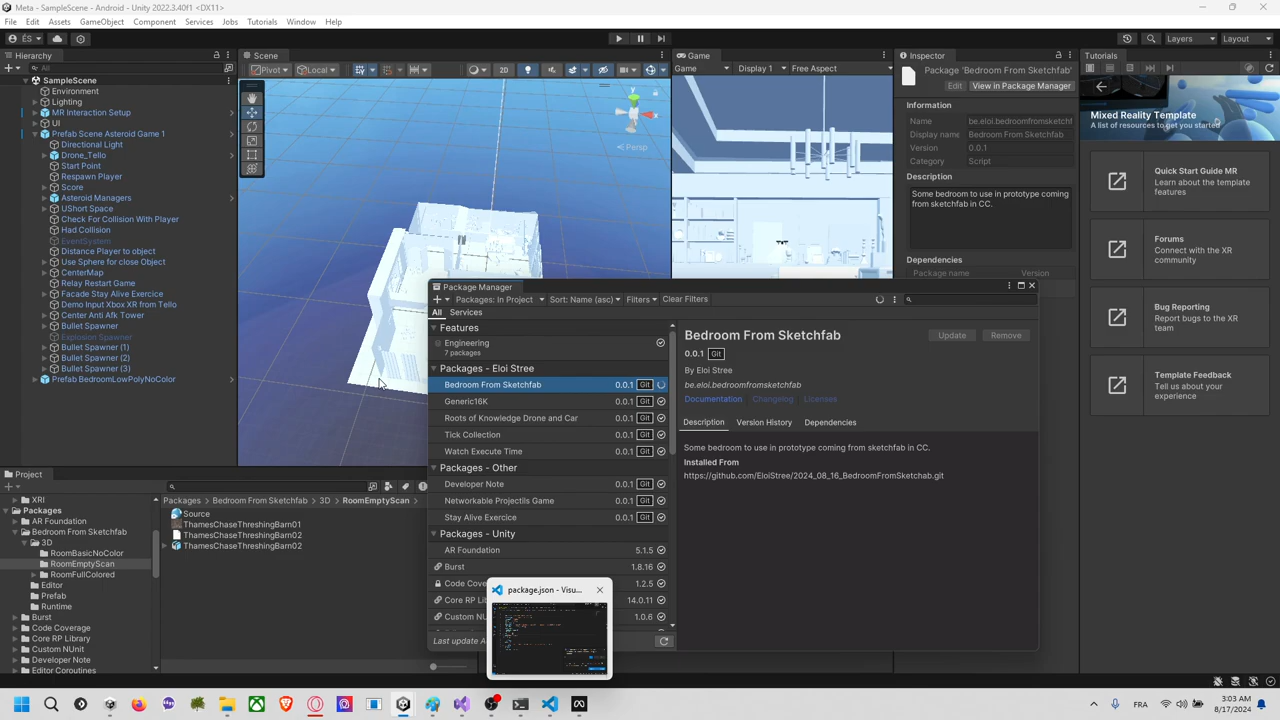 Meta - SampleScene - Android - Unity 2022.3.40f1 <DX11>
File Edit Assets GameObject Component Services Jobs Tutorials Window Help
ÉS
Layers
Layout
Hierarchy
All
SampleScene
Environment
Lighting
MR Interaction Setup
UI
Prefab Scene Asteroid Game 1
Directional Light
Drone_Tello
Start Point
Respawn Player
Score
Asteroid Managers
UShort Space
Check For Collision With Player
Had Collision
EventSystem
Distance Player to object
Use Sphere for close Object
CenterMap
Relay Restart Game
Facade Stay Alive Exercice
Demo Input Xbox XR from Tello
Center Anti Afk Tower
Bullet Spawner
Explosion Spawner
Bullet Spawner (1)
Bullet Spawner (2)
Bullet Spawner (3)
Prefab BedroomLowPolyNoColor
Scene
Pivot
Local
2D
y
Persp
Game
Game
Display 1
Free Aspect
Inspector
Package 'Bedroom From Sketchfab'
Edit
View in Package Manager
Information
Name be.eloi.bedroomfromsketchf
Display name Bedroom From Sketchfab
Version 0.0.1
Category Script
Description
Some bedroom to use in prototype coming
from sketchfab in CC.
Dependencies
Package name Version
Tutorials
Mixed Reality Template
A list of resources to get you started
Quick Start Guide MR
Learn about the template
features
Forums
Connect with the XR
community
Bug Reporting
Report bugs to the XR
team
Template Feedback
Tell us about your
experience
Package Manager
Packages: In Project
Sort: Name (asc)
Filters
Clear Filters
All Services
Features
Engineering
7 packages
Packages - Eloi Stree
Bedroom From Sketchfab 0.0.1 Git
Generic16K 0.0.1 Git
Roots of Knowledge Drone and Car 0.0.1 Git
Tick Collection 0.0.1 Git
Watch Execute Time 0.0.1 Git
Packages - Other
Developer Note 0.0.1 Git
Networkable Projectils Game 0.0.1 Git
Stay Alive Exercice 0.0.1 Git
Packages - Unity
AR Foundation 5.1.5
Burst 1.8.16
Code Cove 1.2.5
Core RP Lib 14.0.11
Custom NU 1.0.6
Last update A
Bedroom From Sketchfab
Update
Remove
0.0.1 Git
By Eloi Stree
be.eloi.bedroomfromsketchfab
Documentation Changelog Licenses
Description Version History Dependencies
Some bedroom to use in prototype coming from sketchfab in CC.
Installed From
https://github.com/EloiStree/2024_08_16_BedroomFromSketchab.git
package.json - Visu...
Project
XRI
Packages
AR Foundation
Bedroom From Sketchfab
3D
RoomBasicNoColor
RoomEmptyScan
RoomFullColored
Editor
Prefab
Runtime
Burst
Code Coverage
Core RP Library
Custom NUnit
Developer Note
Editor Coroutines
Packages > Bedroom From Sketchfab > 3D > RoomEmptyScan >
Source
ThamesChaseThreshingBarn01
ThamesChaseThreshingBarn02
ThamesChaseThreshingBarn02
FRA
3:03 AM
8/17/2024